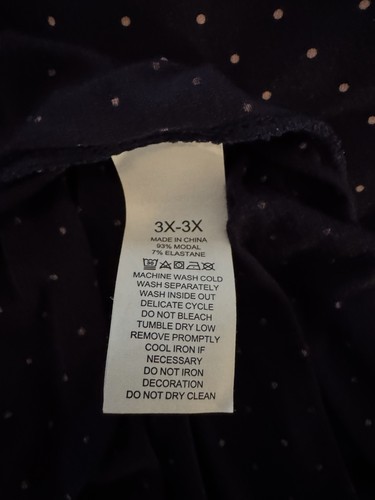 3X-3X
MADE IN CHINA
93% MODAL
7% ELASTANE
MACHINE WASH COLD
WASH SEPARATELY
WASH INSIDE OUT
DELICATE CYCLE
DO NOT BLEACH
TUMBLE DRY LOW
REMOVE PROMPTLY
COOL IRON IF
NECESSARY
DO NOT IRON
DECORATION
DO NOT DRY CLEAN